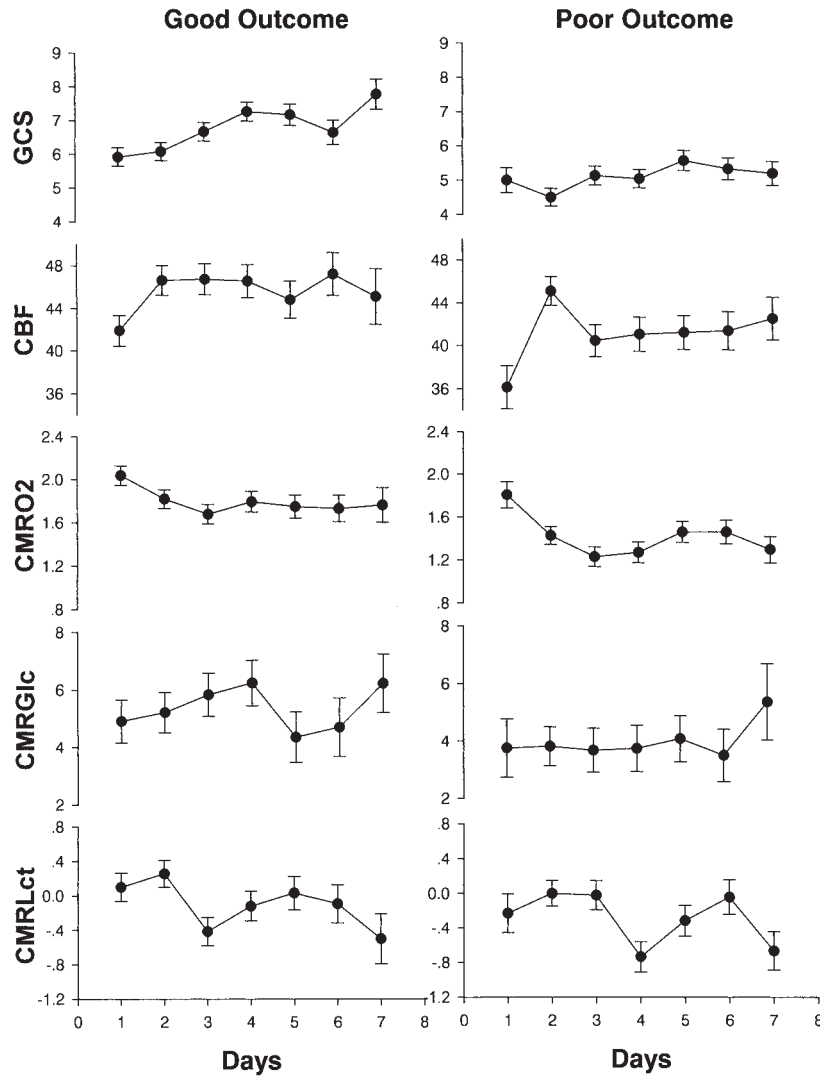 Good Outcome Poor Outcome
GCS
9 8 7 6 5 4
9 8 7 6 5 4
CBF
48 44 40 36
48 44 40 36
CMRO2
2.4 2.0 1.6 1.2 .8
2.4 2.0 1.6 1.2 .8
CMRGlc
8 6 4 2
8 6 4 2
CMRLct
.8 .4 0.0 -.4 -.8 -1.2
.8 .4 0.0 -.4 -.8 -1.2
0 1 2 3 4 5 6 7 8
0 1 2 3 4 5 6 7 8
Days Days